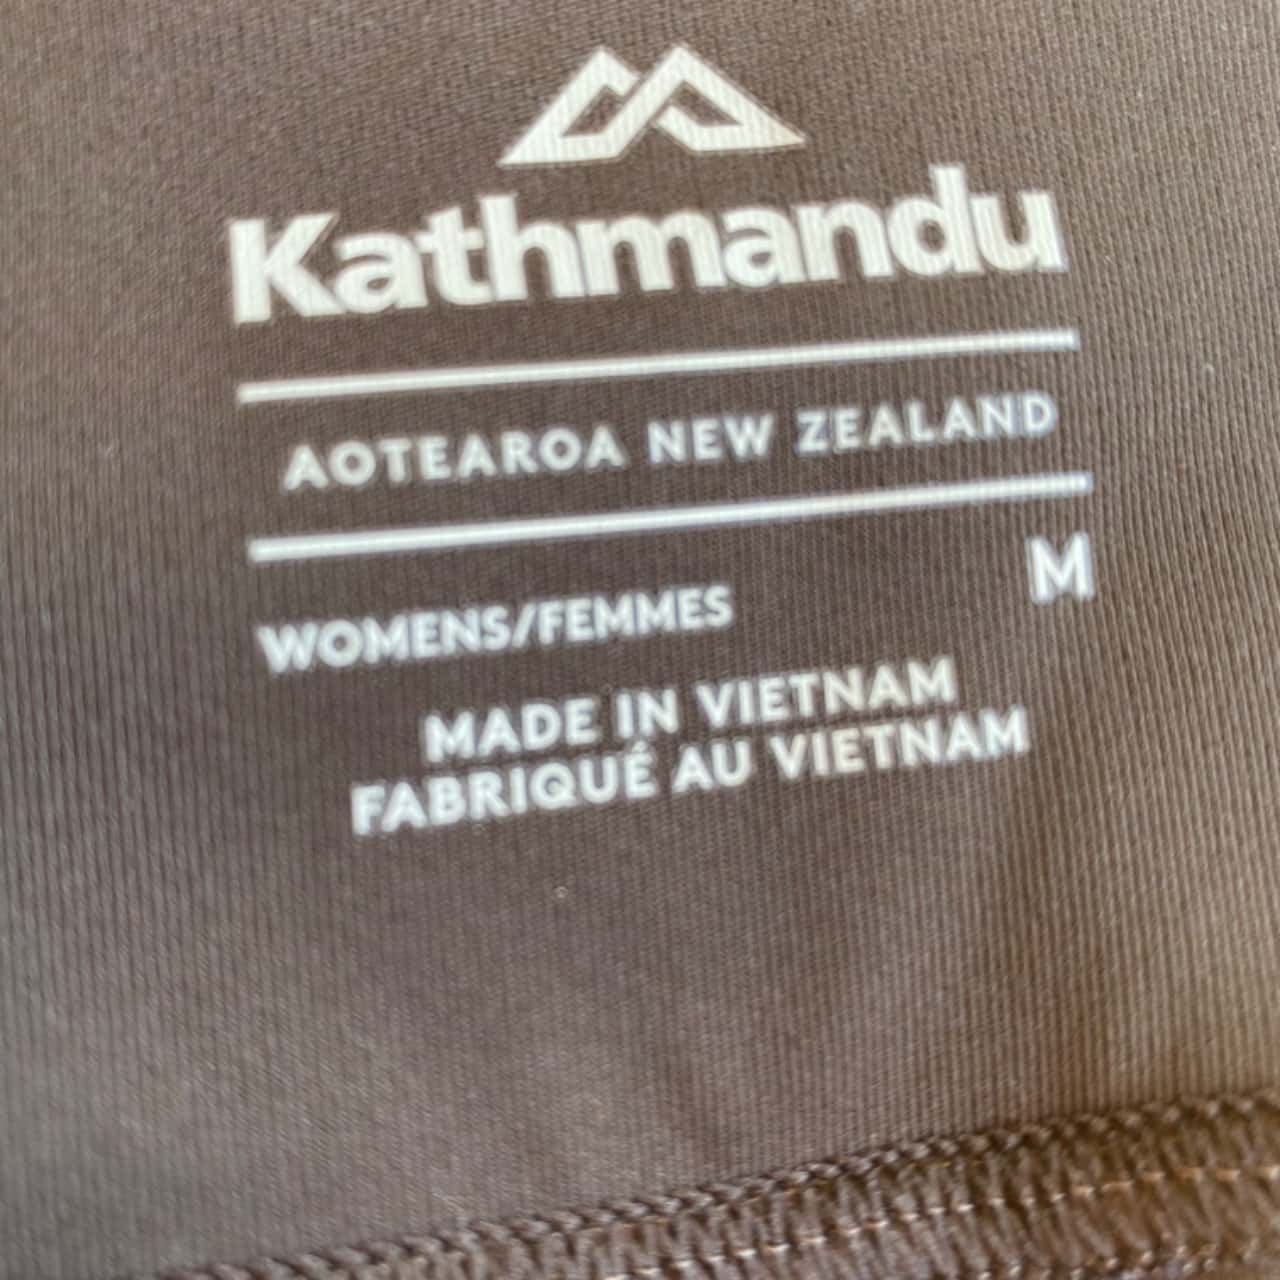 Kathmandu
AOTEAROA NEW ZEALAND
WOMENS/FEMMES M
MADE IN VIETNAM
FABRIQUÉ AU VIETNAM